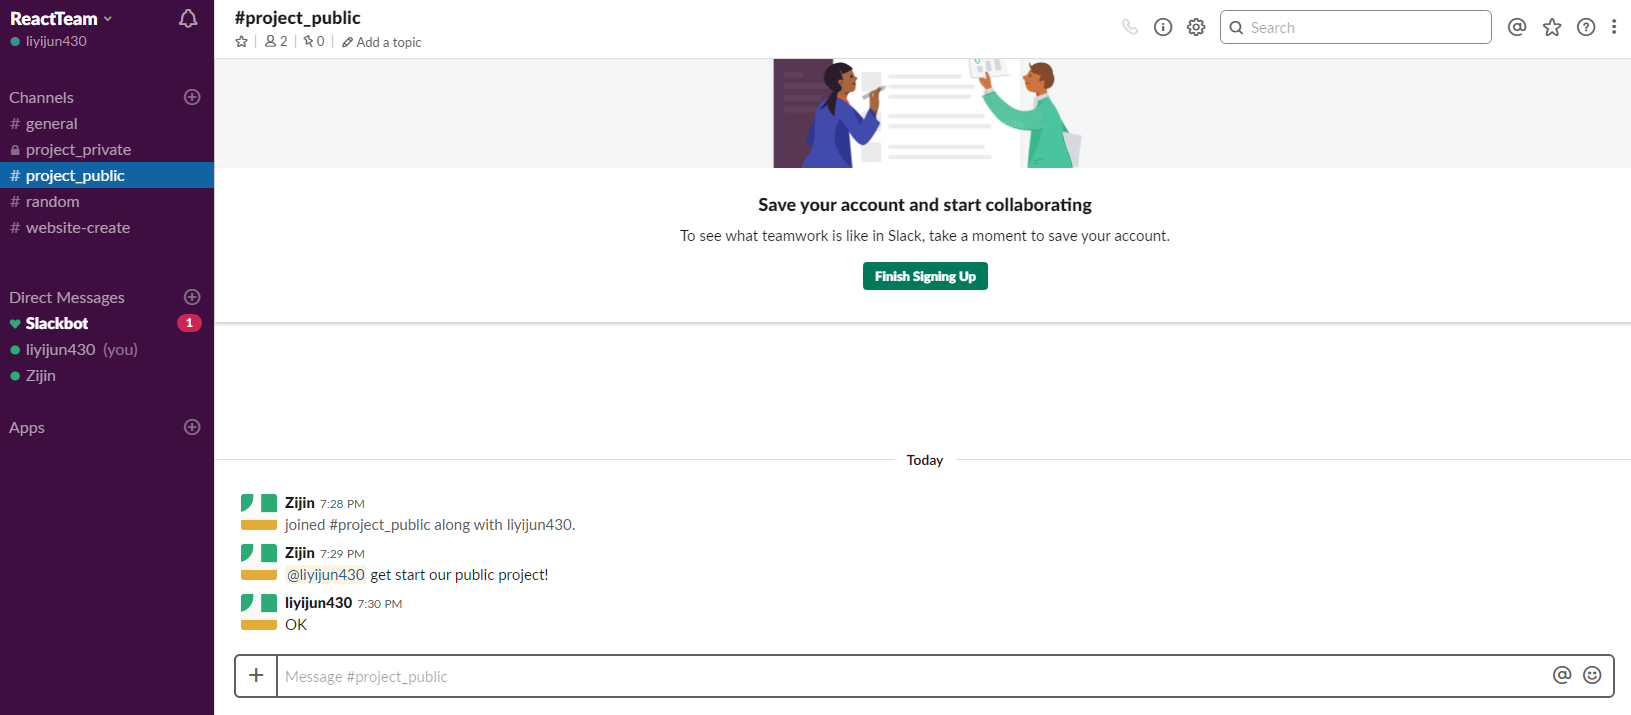 ReactTeam
liyijun430
Channels
# general
project_private
# project_public
# random
# website-create
Direct Messages
Slackbot 1
liyijun430 (you)
Zijin
Apps
#project_public
2 0 Add a topic
Search
Save your account and start collaborating
To see what teamwork is like in Slack, take a moment to save your account.
Finish Signing Up
Today
Zijin 7:28 PM
joined #project_public along with liyijun430.
Zijin 7:29 PM
@liyijun430 get start our public project!
liyijun430 7:30 PM
OK
+ Message #project_public @